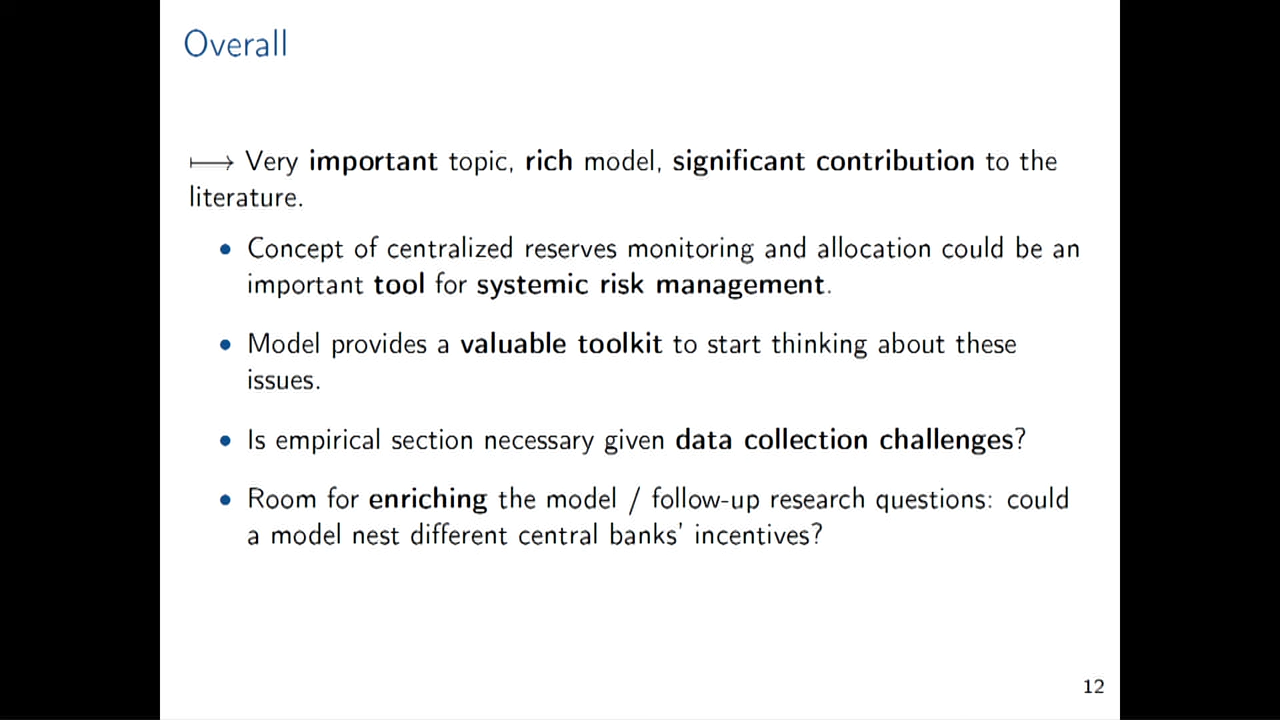 Overall
⟼ Very important topic, rich model, significant contribution to the
literature.
• Concept of centralized reserves monitoring and allocation could be an
important tool for systemic risk management.
• Model provides a valuable toolkit to start thinking about these
issues.
• Is empirical section necessary given data collection challenges?
• Room for enriching the model / follow-up research questions: could
a model nest different central banks' incentives?
12